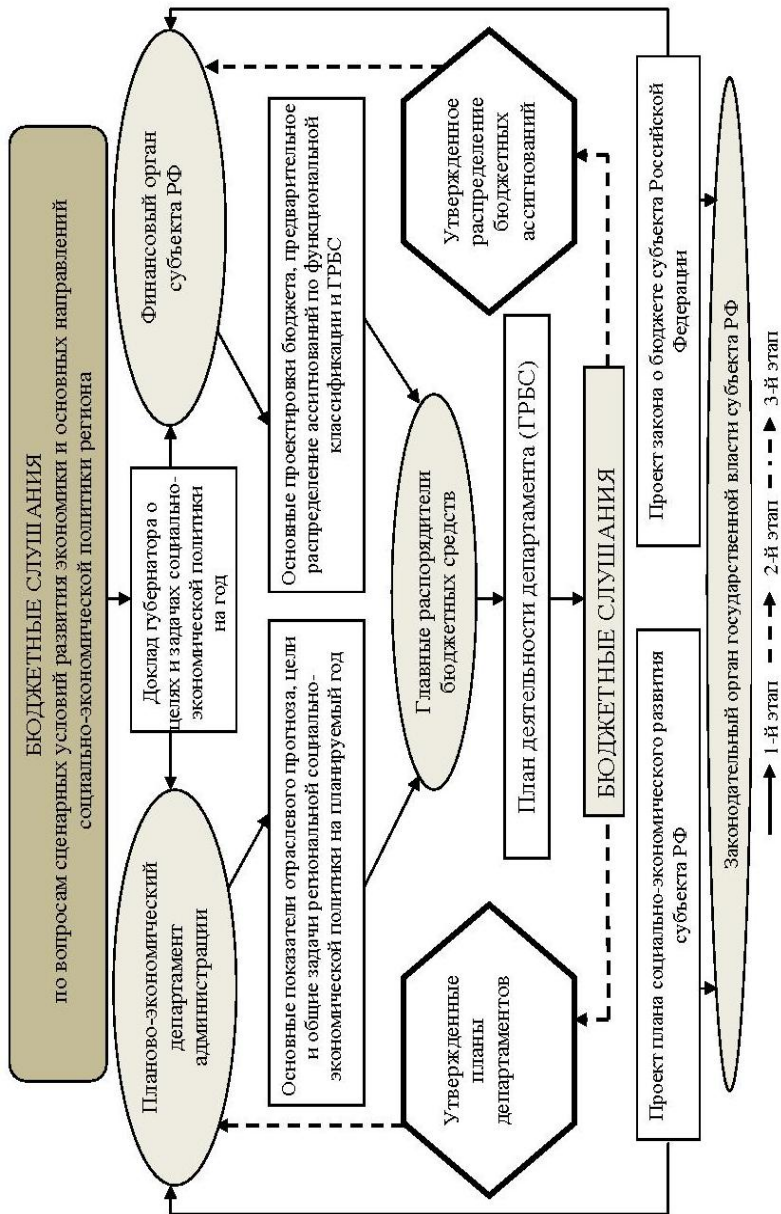 БЮДЖЕТНЫЕ СЛУШАНИЯ
по вопросам сценарных условий развития экономики и основных направлений
социально-экономической политики региона
Планово-экономический
департамент
администрации
Доклад губернатора о
целях и задачах социально-
экономической политики
на год
Финансовый орган
субъекта РФ
Основные показатели отраслевого прогноза, цели
и общие задачи региональной социально-
экономической политики на планируемый год
Основные проектировки бюджета, предварительное
распределение ассигнований по функциональной
классификации и ГРБС
Главные распорядители
бюджетных средств
Утвержденные
планы
департаментов
План деятельности департамента (ГРБС)
Утвержденное
распределение
бюджетных
ассигнований
БЮДЖЕТНЫЕ СЛУШАНИЯ
Проект плана социально-экономического развития
субъекта РФ
Проект закона о бюджете субъекта Российской
Федерации
Законодательный орган государственной власти субъекта РФ
1-й этап
2-й этап
3-й этап